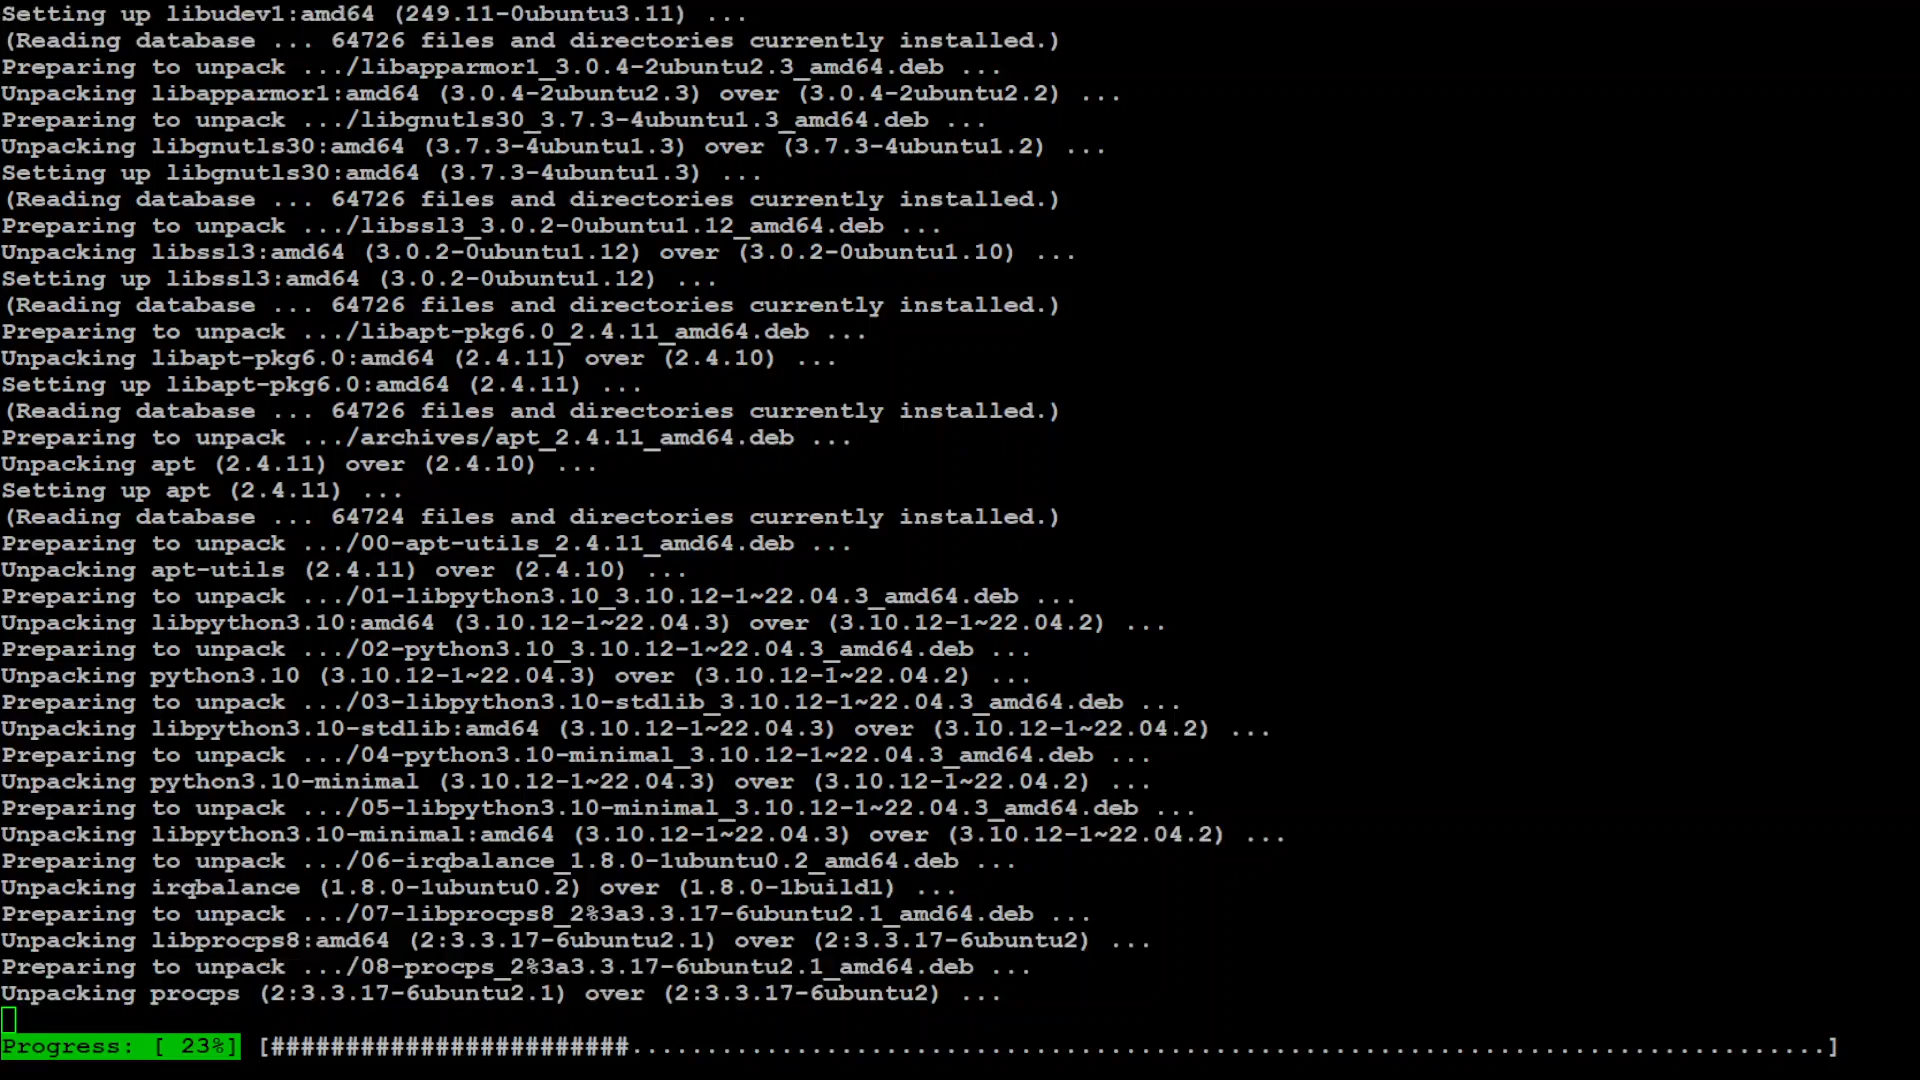 Setting up libudev1:amd64 (249.11-0ubuntu3.11) ...
(Reading database ... 64726 files and directories currently installed.)
Preparing to unpack .../libapparmor1_3.0.4-2ubuntu2.3_amd64.deb ...
Unpacking libapparmor1:amd64 (3.0.4-2ubuntu2.3) over (3.0.4-2ubuntu2.2) ...
Preparing to unpack .../libgnutls30_3.7.3-4ubuntu1.3_amd64.deb ...
Unpacking libgnutls30:amd64 (3.7.3-4ubuntu1.3) over (3.7.3-4ubuntu1.2) ...
Setting up libgnutls30:amd64 (3.7.3-4ubuntu1.3) ...
(Reading database ... 64726 files and directories currently installed.)
Preparing to unpack .../libssl3_3.0.2-0ubuntu1.12_amd64.deb ...
Unpacking libssl3:amd64 (3.0.2-0ubuntu1.12) over (3.0.2-0ubuntu1.10) ...
Setting up libssl3:amd64 (3.0.2-0ubuntu1.12) ...
(Reading database ... 64726 files and directories currently installed.)
Preparing to unpack .../libapt-pkg6.0_2.4.11_amd64.deb ...
Unpacking libapt-pkg6.0:amd64 (2.4.11) over (2.4.10) ...
Setting up libapt-pkg6.0:amd64 (2.4.11) ...
(Reading database ... 64726 files and directories currently installed.)
Preparing to unpack .../archives/apt_2.4.11_amd64.deb ...
Unpacking apt (2.4.11) over (2.4.10) ...
Setting up apt (2.4.11) ...
(Reading database ... 64724 files and directories currently installed.)
Preparing to unpack .../00-apt-utils_2.4.11_amd64.deb ...
Unpacking apt-utils (2.4.11) over (2.4.10) ...
Preparing to unpack .../01-libpython3.10_3.10.12-1~22.04.3_amd64.deb ...
Unpacking libpython3.10:amd64 (3.10.12-1~22.04.3) over (3.10.12-1~22.04.2) ...
Preparing to unpack .../02-python3.10_3.10.12-1~22.04.3_amd64.deb ...
Unpacking python3.10 (3.10.12-1~22.04.3) over (3.10.12-1~22.04.2) ...
Preparing to unpack .../03-libpython3.10-stdlib_3.10.12-1~22.04.3_amd64.deb ...
Unpacking libpython3.10-stdlib:amd64 (3.10.12-1~22.04.3) over (3.10.12-1~22.04.2) ...
Preparing to unpack .../04-python3.10-minimal_3.10.12-1~22.04.3_amd64.deb ...
Unpacking python3.10-minimal (3.10.12-1~22.04.3) over (3.10.12-1~22.04.2) ...
Preparing to unpack .../05-libpython3.10-minimal_3.10.12-1~22.04.3_amd64.deb ...
Unpacking libpython3.10-minimal:amd64 (3.10.12-1~22.04.3) over (3.10.12-1~22.04.2) ...
Preparing to unpack .../06-irqbalance_1.8.0-1ubuntu0.2_amd64.deb ...
Unpacking irqbalance (1.8.0-1ubuntu0.2) over (1.8.0-1build1) ...
Preparing to unpack .../07-libprocps8_2%3a3.3.17-6ubuntu2.1_amd64.deb ...
Unpacking libprocps8:amd64 (2:3.3.17-6ubuntu2.1) over (2:3.3.17-6ubuntu2) ...
Preparing to unpack .../08-procps_2%3a3.3.17-6ubuntu2.1_amd64.deb ...
Unpacking procps (2:3.3.17-6ubuntu2.1) over (2:3.3.17-6ubuntu2) ...
Progress: [ 23%] [########################................................................................]